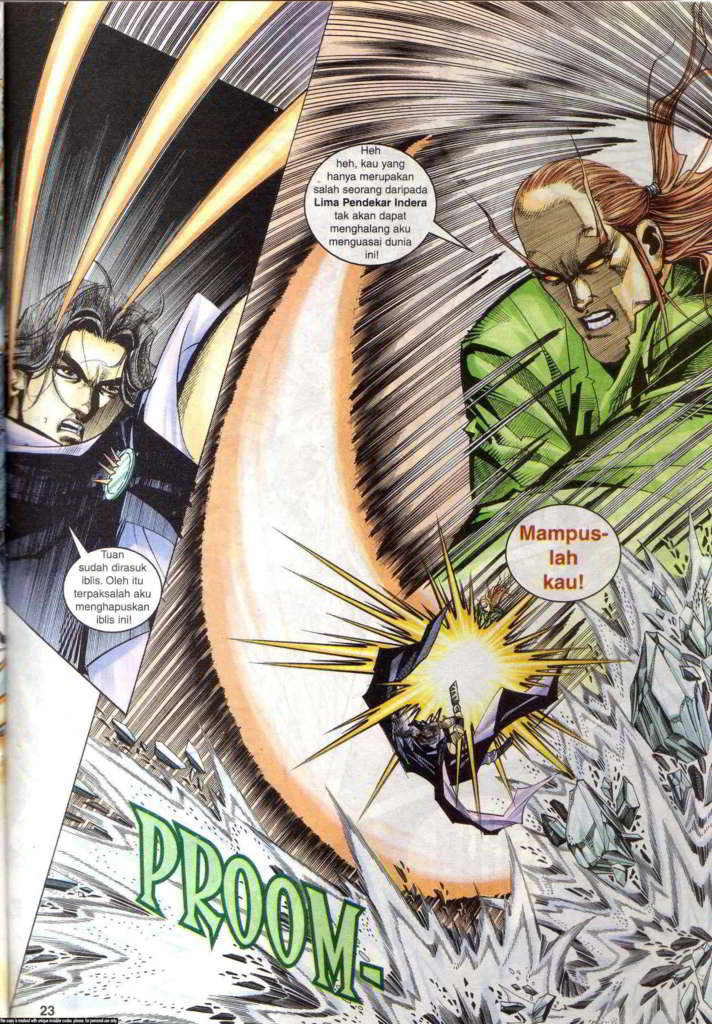 Heh
heh, kau yang
hanya merupakan
salah seorang daripada
Lima Pendekar Indera
tak akan dapat
menghalang aku
menguasai dunia
ini!
Tuan
sudah dirasuk
iblis. Oleh itu
terpaksalah aku
menghapuskan
iblis ini!
Mampus-
lah
kau!
PROOM-
23